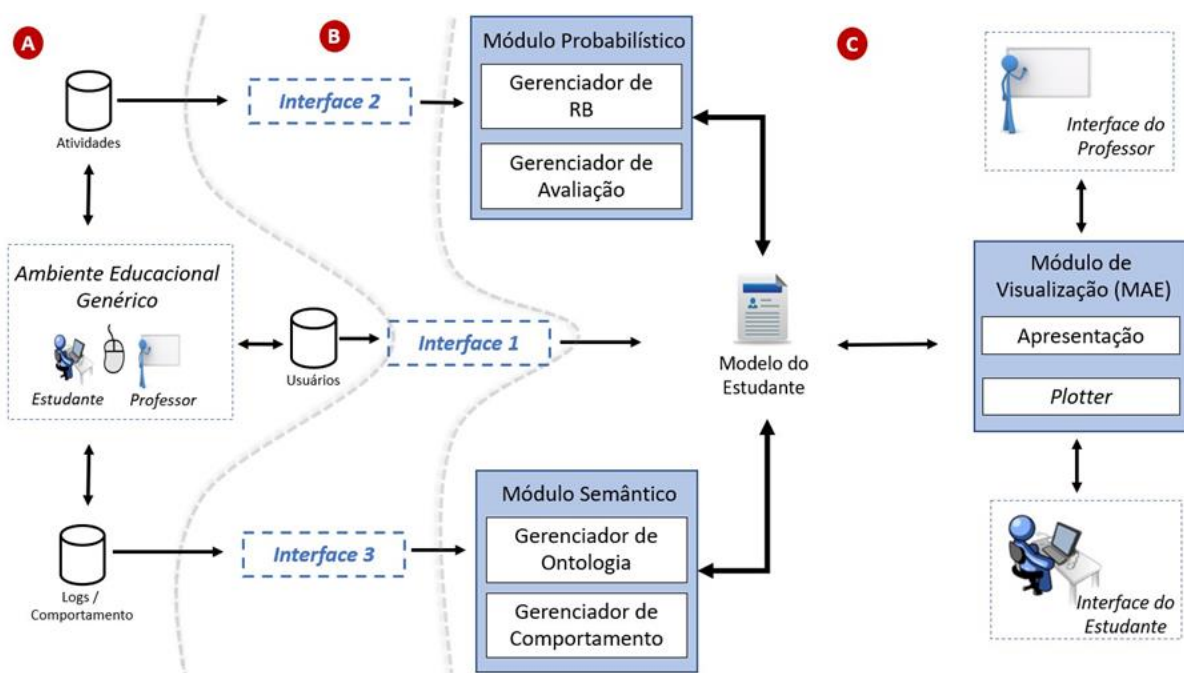 A
B
C
Atividades
Interface 2
Módulo Probabilístico
Gerenciador de
RB
Gerenciador de
Avaliação
Interface do
Professor
Ambiente Educacional
Genérico
Estudante
Professor
Usuários
Interface 1
Modelo do
Estudante
Módulo de
Visualização (MAE)
Apresentação
Plotter
Logs /
Comportamento
Interface 3
Módulo Semântico
Gerenciador de
Ontologia
Gerenciador de
Comportamento
Interface do
Estudante